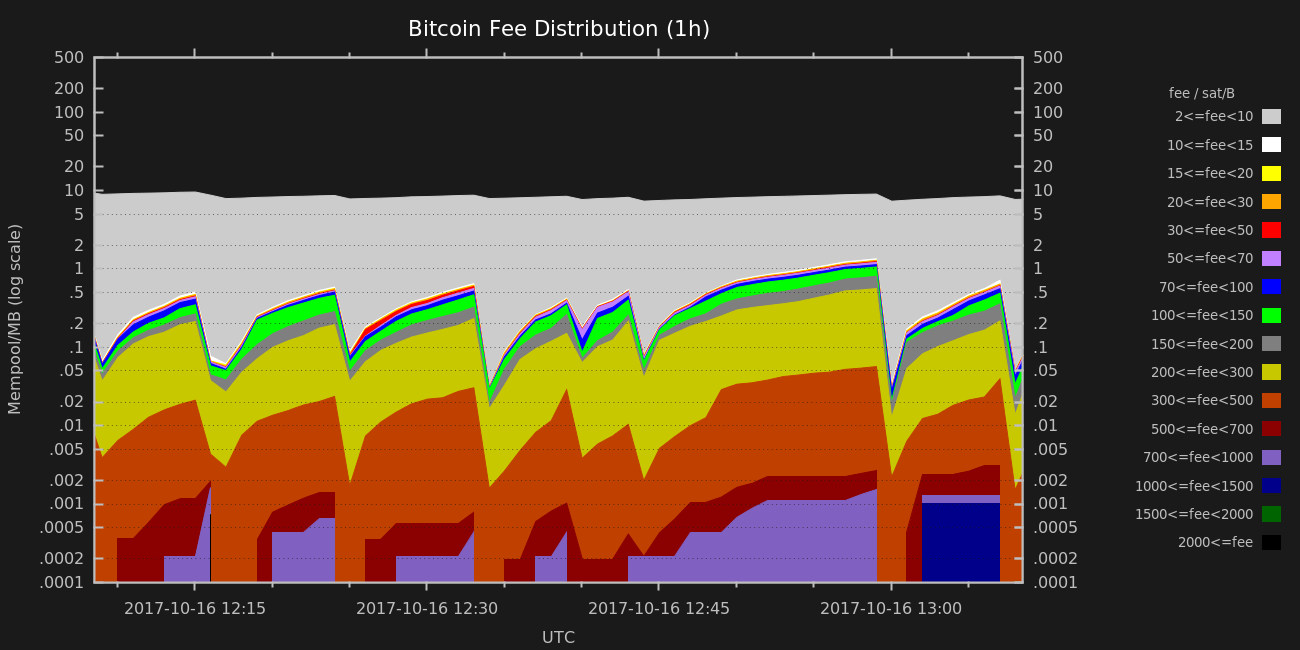 Bitcoin Fee Distribution (1h)
500 500
200 200
100 100
50 50
20 20
10 10
5 5
2 2
1 1
.5 .5
.2 .2
.1 .1
.05 .05
.02 .02
.01 .01
.005 .005
.002 .002
.001 .001
.0005 .0005
.0002 .0002
.0001 .0001
Mempool/MB (log scale)
2017-10-16 12:15 2017-10-16 12:30 2017-10-16 12:45 2017-10-16 13:00
UTC
fee / sat/B
2<=fee<10
10<=fee<15
15<=fee<20
20<=fee<30
30<=fee<50
50<=fee<70
70<=fee<100
100<=fee<150
150<=fee<200
200<=fee<300
300<=fee<500
500<=fee<700
700<=fee<1000
1000<=fee<1500
1500<=fee<2000
2000<=fee